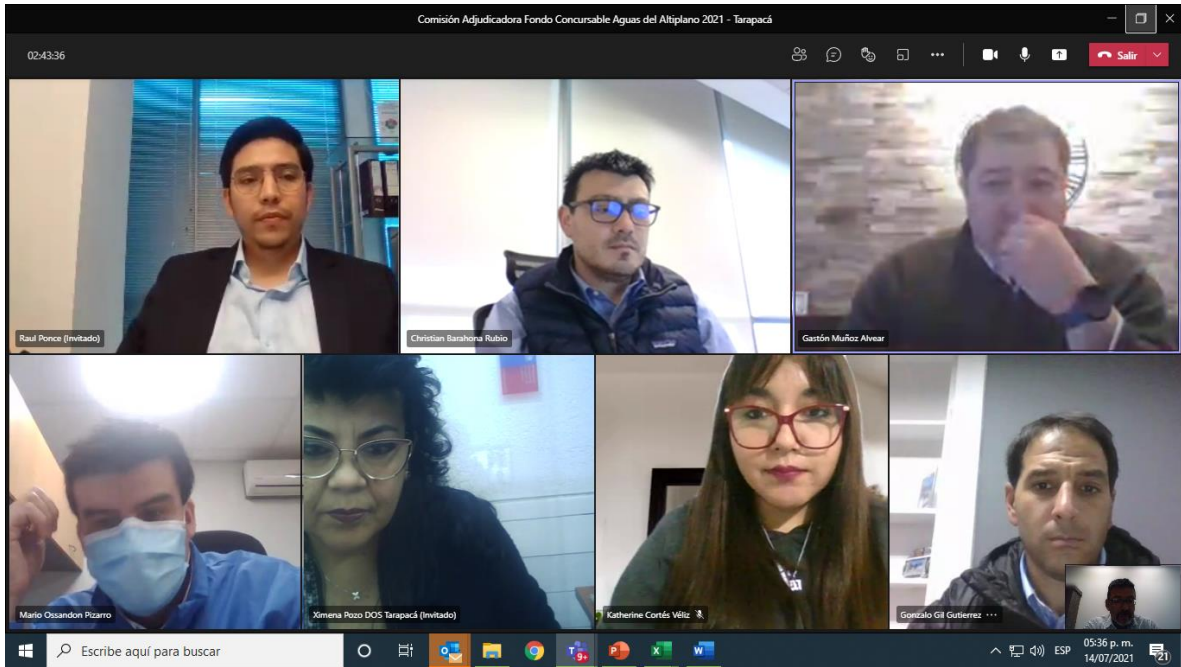 Comisión Adjudicadora Fondo Concursable Aguas del Altiplano 2021 - Tarapacá
02:43:36
Salir
Raul Ponce (Invitado)
Christian Barahona Rubio
Gastón Muñoz Alvear
Mario Ossandon Pizarro
Ximena Pozo DOS Tarapacá (Invitado)
Katherine Cortés Véliz
Gonzalo Gil Gutierrez ...
Escribe aquí para buscar
9+
ESP
05:36 p. m.
14/07/2021
21